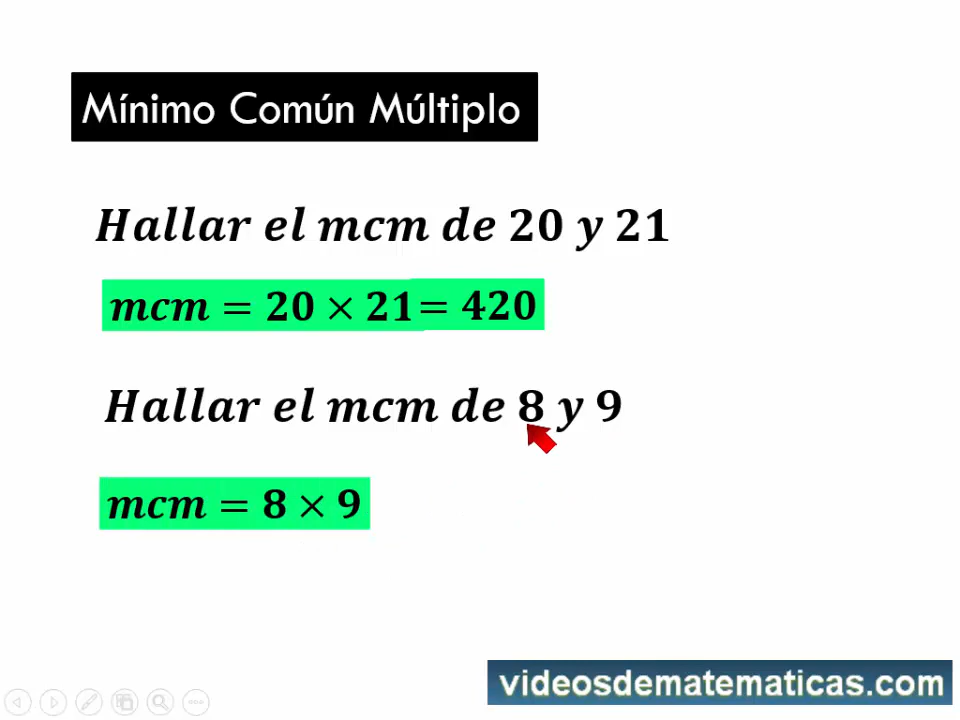 Mínimo Común Múltiplo
Hallar el mcm de 20 y 21
mcm = 20 × 21 = 420
Hallar el mcm de 8 y 9
mcm = 8 × 9
videosdematematicas.com